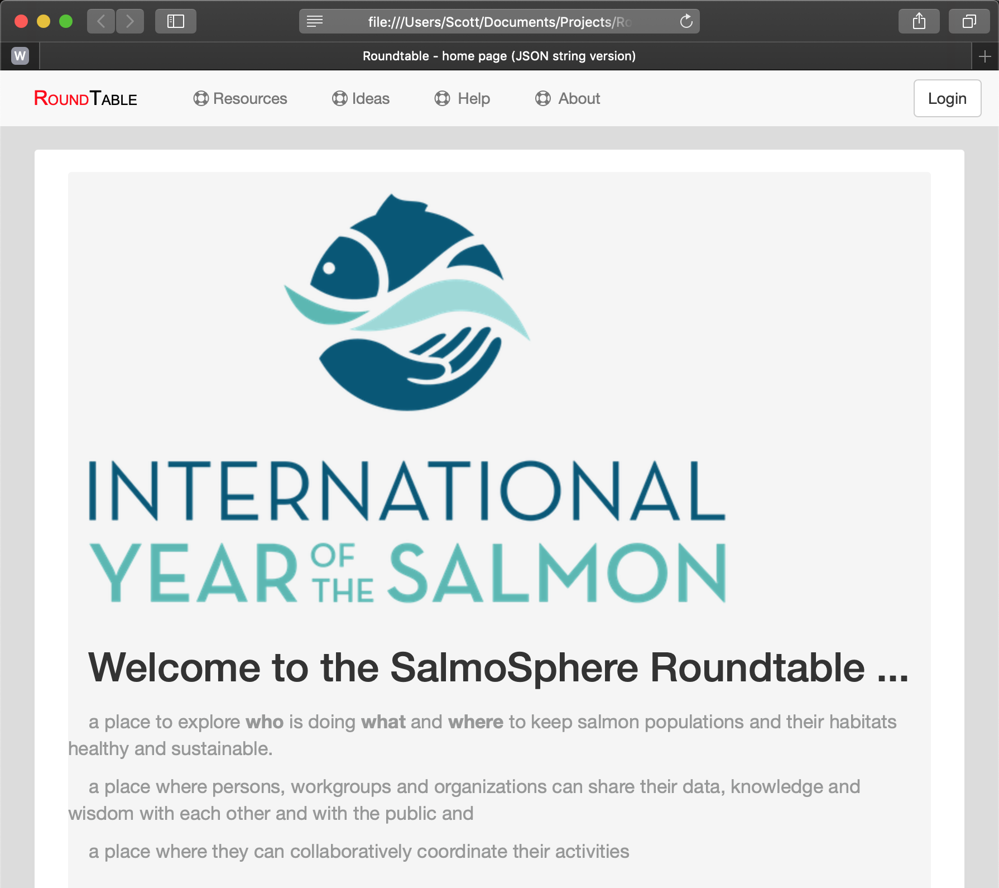 file:///Users/Scott/Documents/Projects/Ro
W
Roundtable - home page (JSON string version)
ROUNDTABLE Resources Ideas Help About Login
INTERNATIONAL
YEAR OF THE SALMON
Welcome to the SalmoSphere Roundtable ...
a place to explore who is doing what and where to keep salmon populations and their habitats
healthy and sustainable.
a place where persons, workgroups and organizations can share their data, knowledge and
wisdom with each other and with the public and
a place where they can collaboratively coordinate their activities